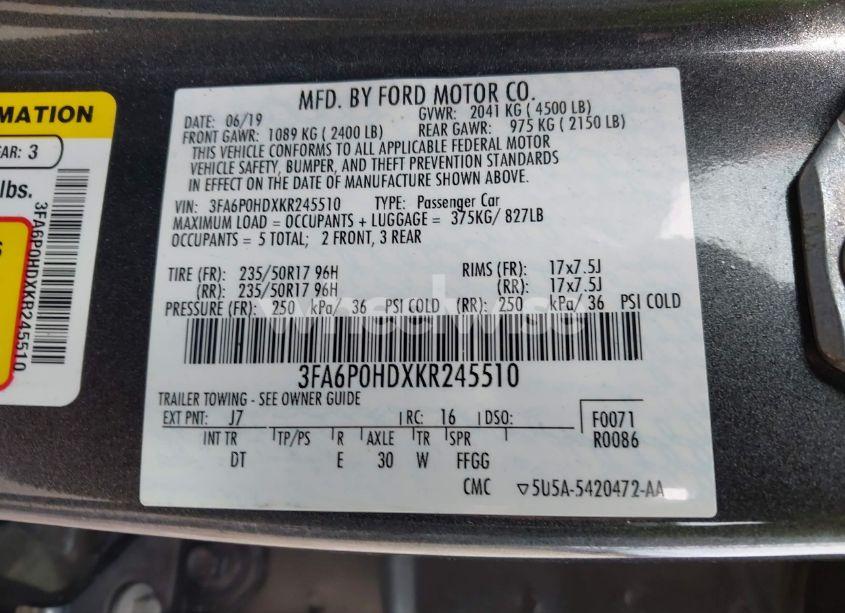 MFD. BY FORD MOTOR CO.
DATE: 06/19 GVWR: 2041 KG ( 4500 LB)
FRONT GAWR: 1089 KG ( 2400 LB) REAR GAWR: 975 KG ( 2150 LB)
THIS VEHICLE CONFORMS TO ALL APPLICABLE FEDERAL MOTOR
VEHICLE SAFETY, BUMPER, AND THEFT PREVENTION STANDARDS
IN EFFECT ON THE DATE OF MANUFACTURE SHOWN ABOVE.
VIN: 3FA6P0HDXKR245510 TYPE: Passenger Car
MAXIMUM LOAD = OCCUPANTS + LUGGAGE = 375KG/ 827LB
OCCUPANTS = 5 TOTAL; 2 FRONT, 3 REAR
TIRE (FR): 235/50R17 96H RIMS (FR): 17x7.5J
(RR): 235/50R17 96H (RR): 17x7.5J
PRESSURE (FR): 250 kPa/ 36 PSI COLD (RR): 250 kPa/ 36 PSI COLD
wheelwise
3FA6P0HDXKR245510
TRAILER TOWING - SEE OWNER GUIDE
EXT PNT: J7 RC: 16 DSO: F0071
INT TR TP/PS R AXLE TR SPR R0086
DT E 30 W FFGG
CMC ▽5U5A-5420472-AA
RMATION
EAR: 3
lbs.
3FA6P0HDXKR245510